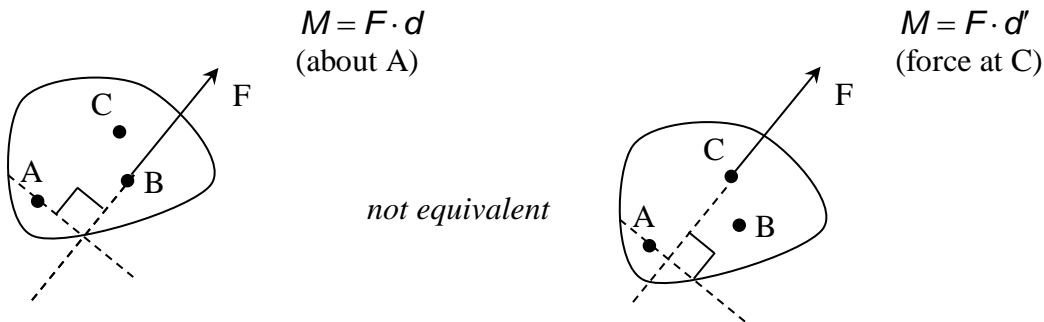 M = F · d
(about A)
F
C
A
B
not equivalent
M = F · d′
(force at C)
F
C
A
B